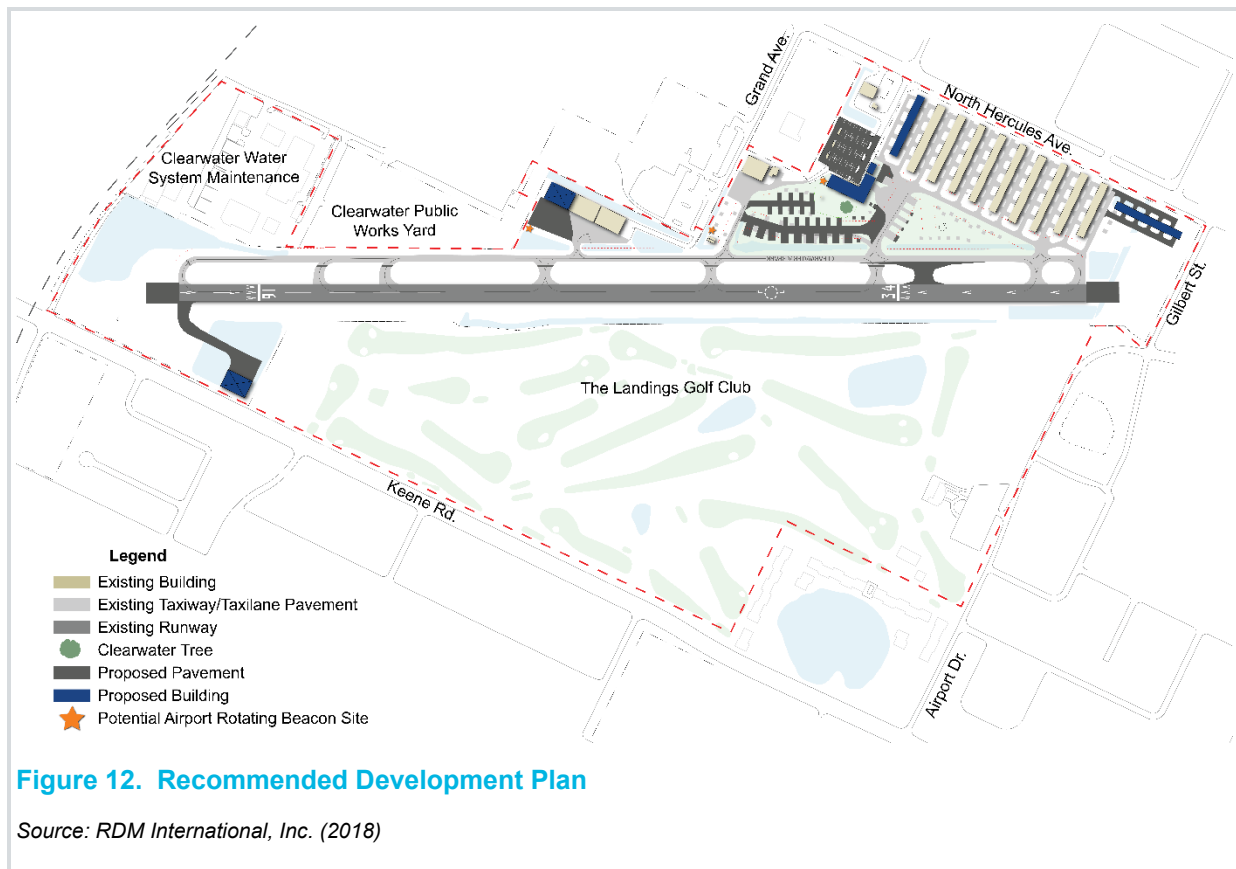 Grand Ave.
North Hercules Ave.
Clearwater Water
System Maintenance
Clearwater Public
Works Yard
Gilbert St.
16
34
The Landings Golf Club
Keene Rd.
Airport Dr.
Legend
Existing Building
Existing Taxiway/Taxilane Pavement
Existing Runway
Clearwater Tree
Proposed Pavement
Proposed Building
Potential Airport Rotating Beacon Site
Figure 12. Recommended Development Plan
Source: RDM International, Inc. (2018)